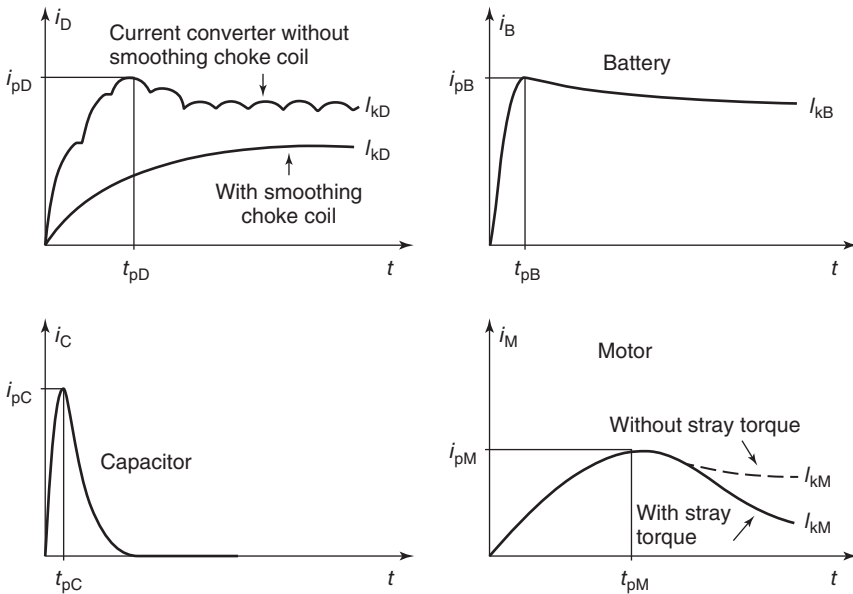 i_D
Current converter without
smoothing choke coil
i_pD
I_kD
I_kD
With smoothing
choke coil
t_pD
t
i_B
Battery
i_pB
I_kB
t_pB
t
i_C
i_pC
Capacitor
t_pC
t
i_M
Motor
Without stray torque
i_pM
I_kM
With stray
torque
I_kM
t_pM
t